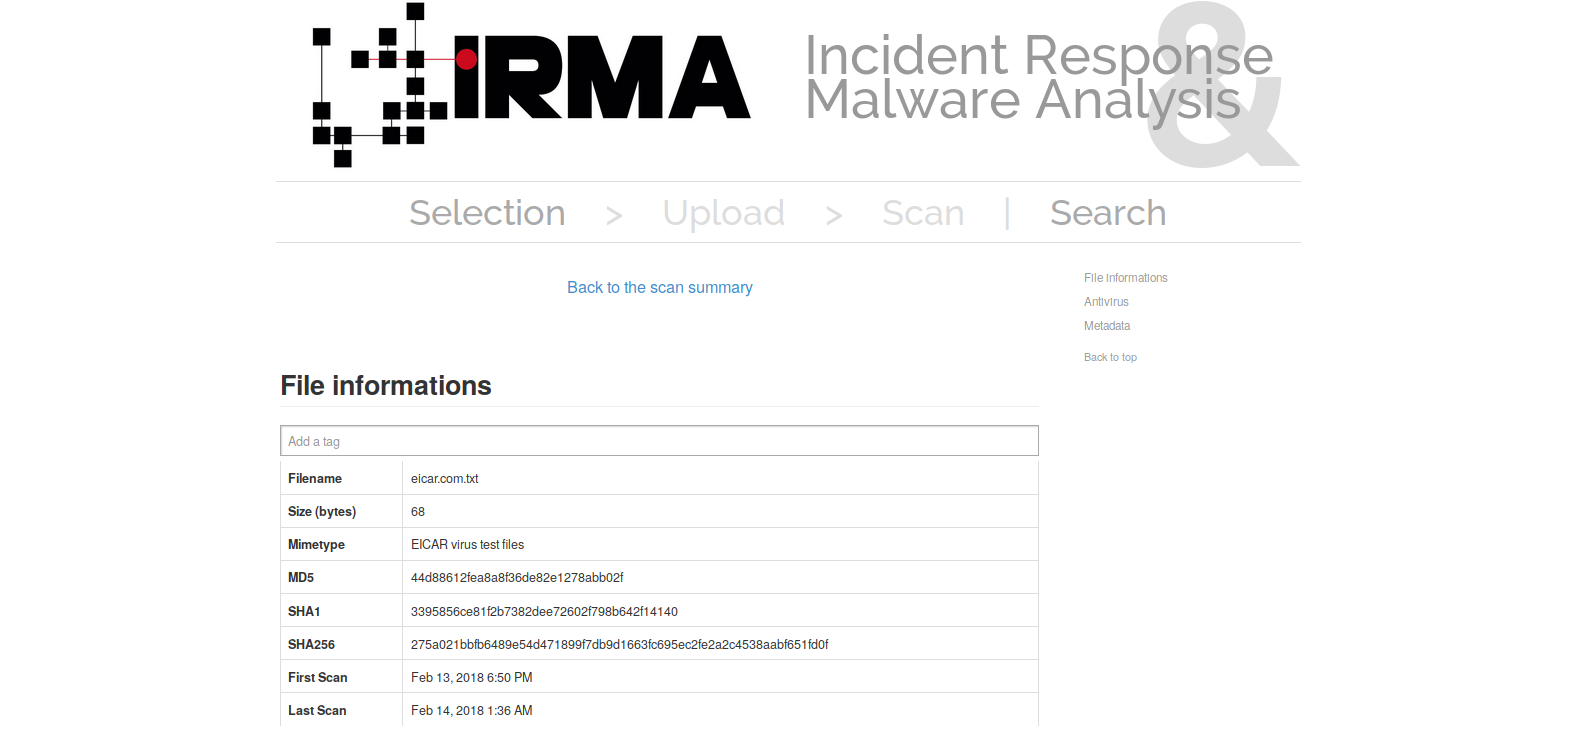 IRMA
Incident Response
&
Malware Analysis
Selection > Upload > Scan | Search
Back to the scan summary
File informations
Antivirus
Metadata
Back to top
File informations
Add a tag
Filename eicar.com.txt
Size (bytes) 68
Mimetype EICAR virus test files
MD5 44d88612fea8a8f36de82e1278abb02f
SHA1 3395856ce81f2b7382dee72602f798b642f14140
SHA256 275a021bbfb6489e54d471899f7db9d1663fc695ec2fe2a2c4538aabf651fd0f
First Scan Feb 13, 2018 6:50 PM
Last Scan Feb 14, 2018 1:36 AM